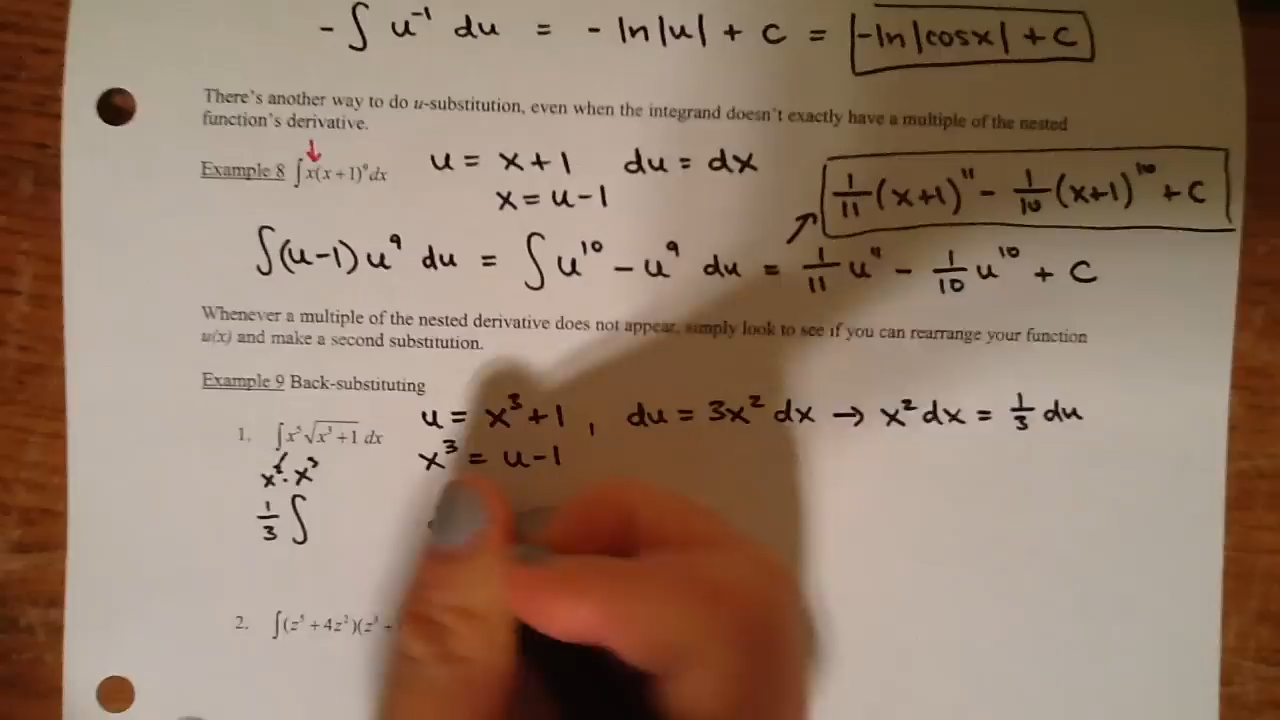 -∫ u⁻¹ du = - ln|u| + C = -ln|cosx| + C
There's another way to do u-substitution, even when the integrand doesn't exactly have a multiple of the nested
function's derivative.
Example 8 ∫x(x+1)⁹dx u = x+1 du = dx
x = u-1
1/11 (x+1)¹¹ - 1/10 (x+1)¹⁰ + C
∫(u-1)u⁹ du = ∫u¹⁰ - u⁹ du = 1/11 u¹¹ - 1/10 u¹⁰ + C
Whenever a multiple of the nested derivative does not appear, simply look to see if you can rearrange your function
u(x) and make a second substitution.
Example 9 Back-substituting
u = x³+1, du = 3x² dx → x² dx = 1/3 du
1. ∫x⁵√x³+1 dx
x³ = u-1
x²·x³
1/3 ∫
2. ∫(z⁵+4z²)(z³